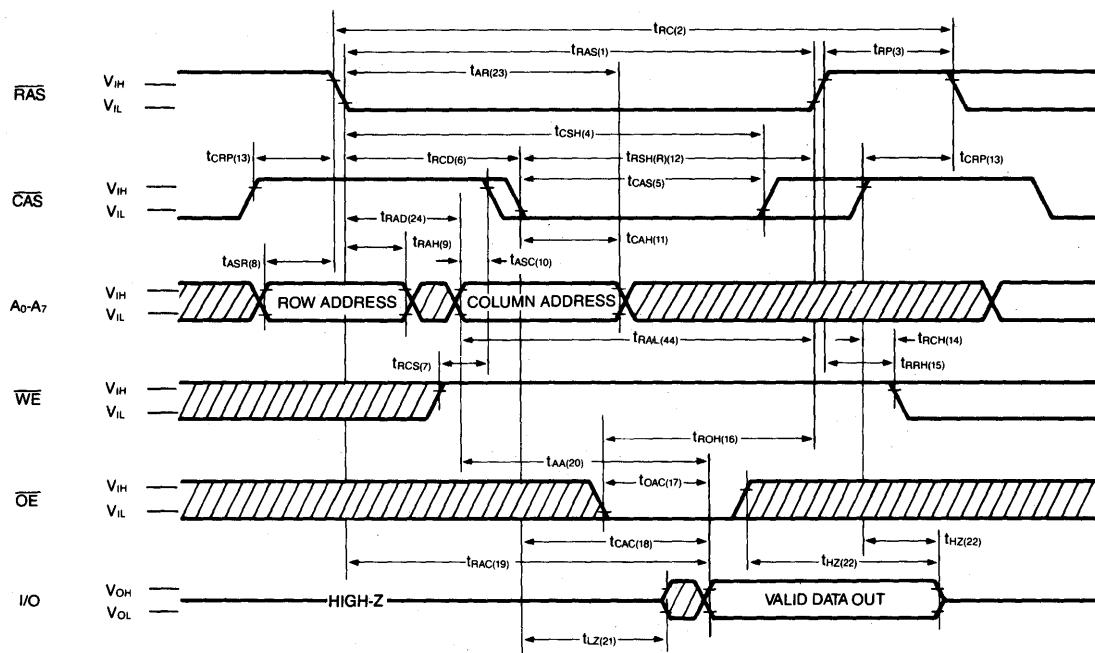 tRC(2)
tRAS(1)
tRP(3)
tAR(23)
RAS
VIH
VIL
tCSH(4)
tCRP(13)
tRCD(6)
tRSH(R)(12)
tCRP(13)
CAS
VIH
VIL
tCAS(5)
tRAD(24)
tRAH(9)
tCAH(11)
tASR(8)
tASC(10)
A0-A7
VIH
VIL
ROW ADDRESS
COLUMN ADDRESS
tRAL(44)
tRCH(14)
tRCS(7)
tRRH(15)
WE
VIH
VIL
tROH(16)
tAA(20)
tOAC(17)
OE
VIH
VIL
tCAC(18)
tHZ(22)
tRAC(19)
tHZ(22)
I/O
VOH
VOL
HIGH-Z
VALID DATA OUT
tLZ(21)